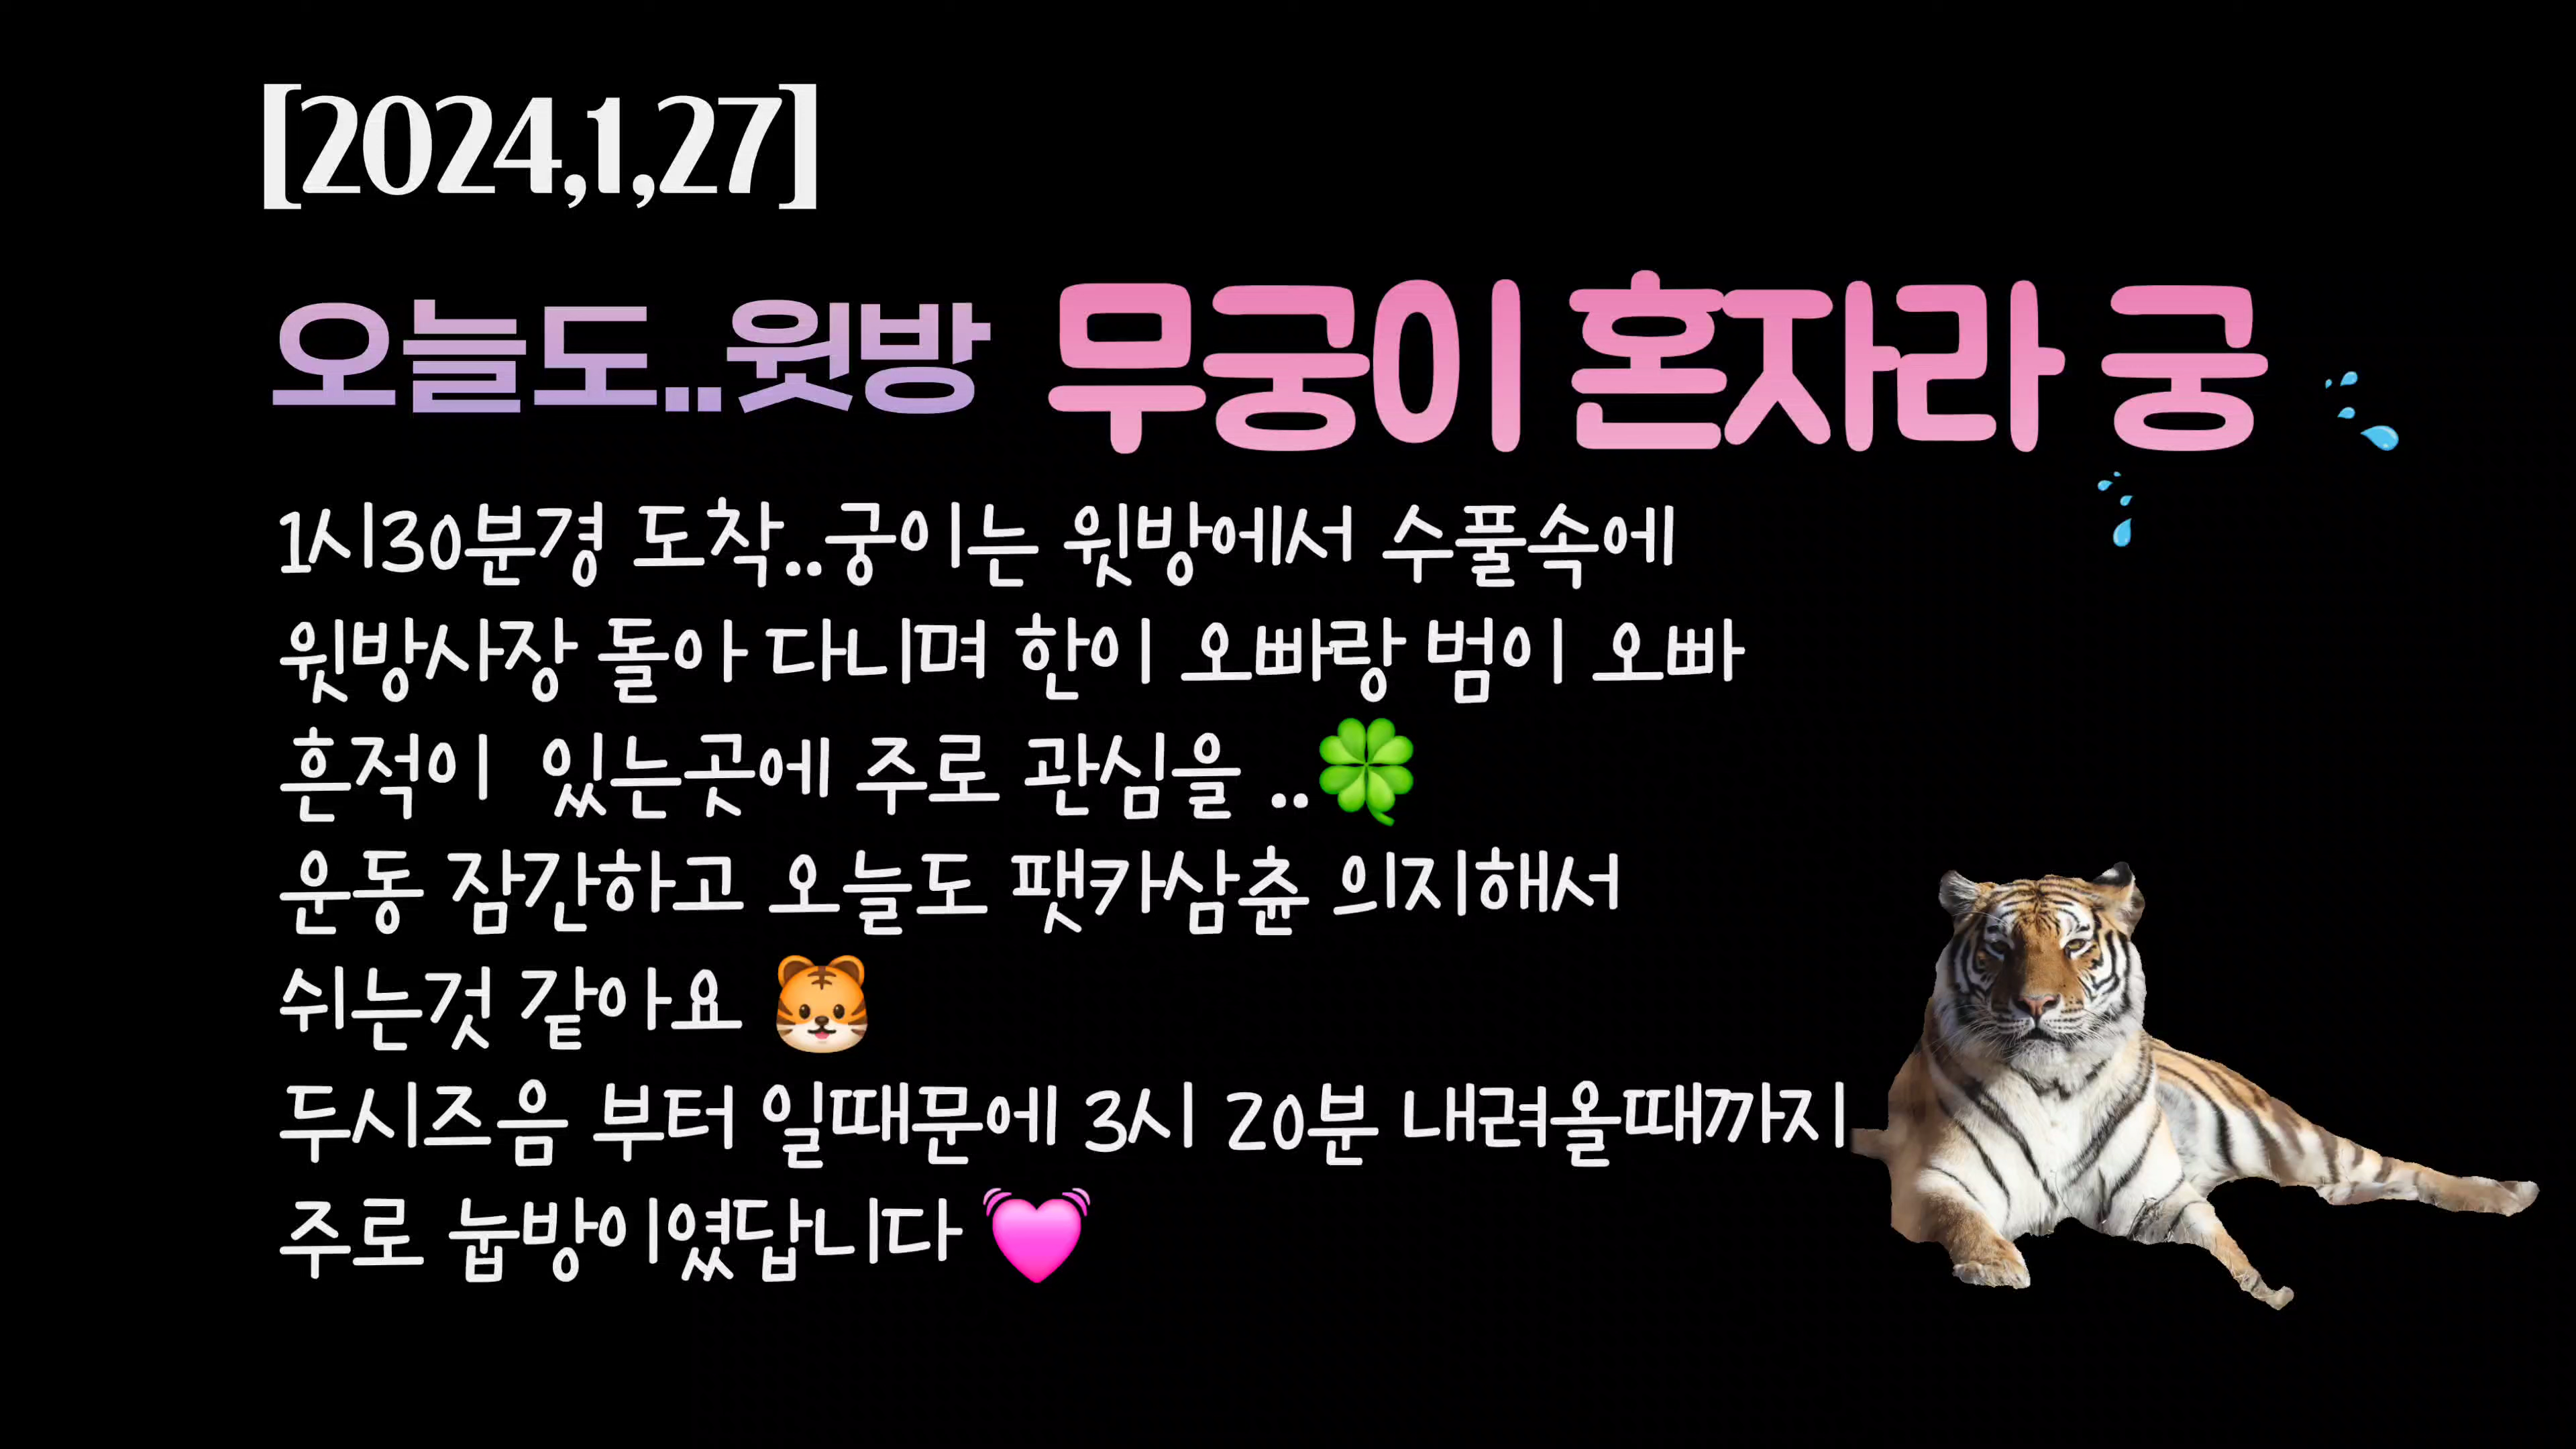 [2024,1,27]
오늘도..윗방 무궁이 혼자라 궁
1시30분경 도착..궁이는 윗방에서 수풀속에
윗방사장 돌아 다니며 한이 오빠랑 범이 오빠
흔적이 있는곳에 주로 관심을 ..🍀
운동 잠간하고 오늘도 팻카삼츈 의지해서
쉬는것 같아요 🐯
두시즈음 부터 일때문에 3시 20분 내려올때까지
주로 눕방이였답니다 💓